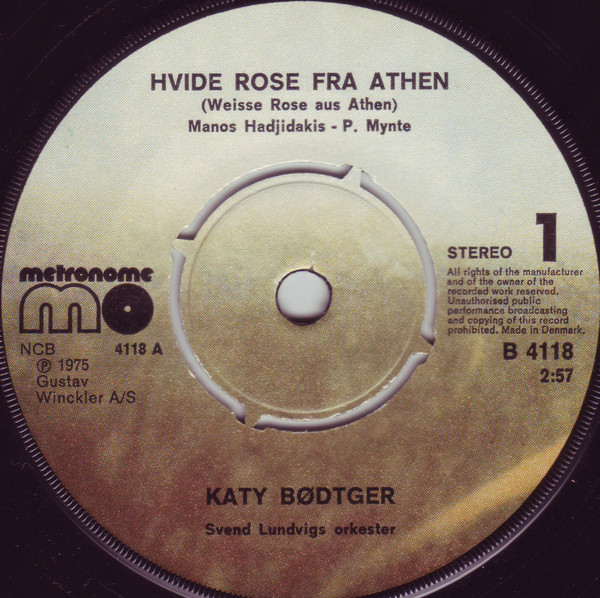 HVIDE ROSE FRA ATHEN
(Weisse Rose aus Athen)
Manos Hadjidakis - P. Mynte
STEREO 1
All rights of the manufacturer
and of the owner of the
recorded work reserved.
Unauthorised public
performance broadcasting
and copying of this record
prohibited. Made in Denmark.
metronome
mo
NCB 4118 A
℗ 1975
Gustav
Winckler A/S
B 4118
2:57
KATY BØDTGER
Svend Lundvigs orkester